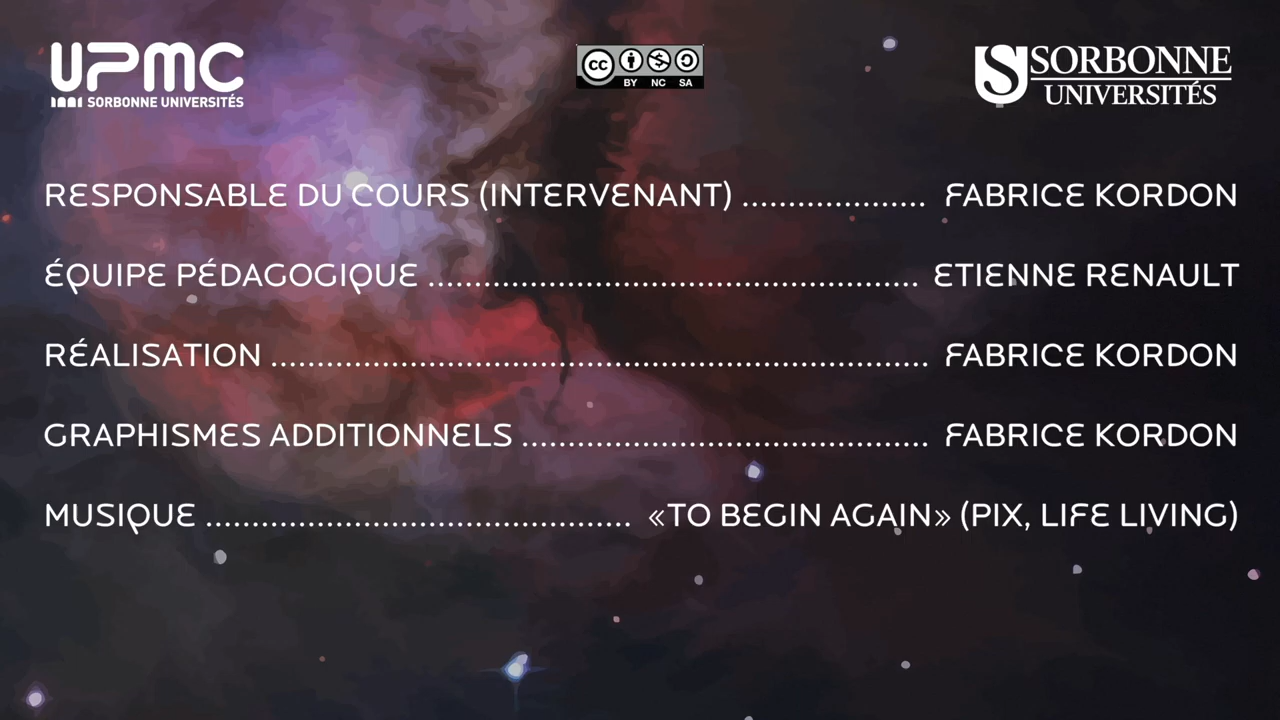 UPMC
SORBONNE UNIVERSITÉS
CC BY NC SA
SORBONNE
UNIVERSITÉS
RESPONSABLE DU COURS (INTERVENANT) .................... FABRICE KORDON
ÉQUIPE PÉDAGOGIQUE ..................................................... ETIENNE RENAULT
RÉALISATION ....................................................................... FABRICE KORDON
GRAPHISMES ADDITIONNELS ............................................ FABRICE KORDON
MUSIQUE .............................................. «TO BEGIN AGAIN» (PIX, LIFE LIVING)